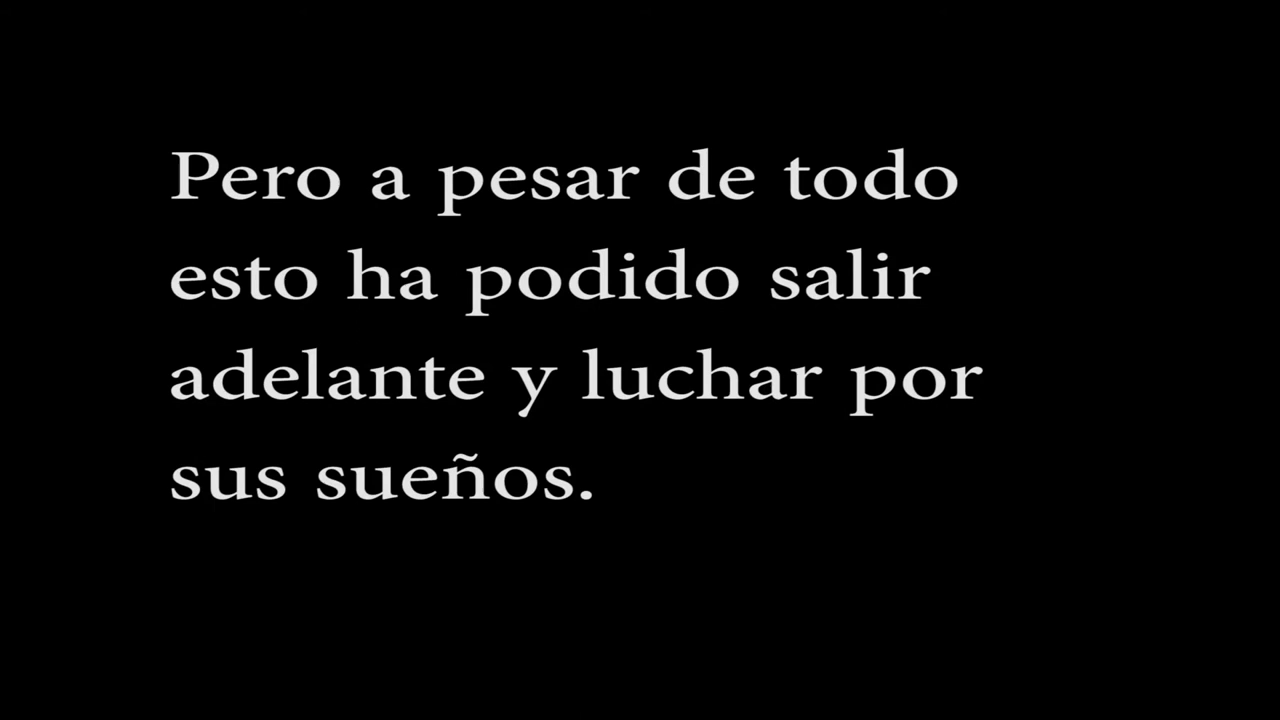 Pero a pesar de todo
esto ha podido salir
adelante y luchar por
sus sueños.